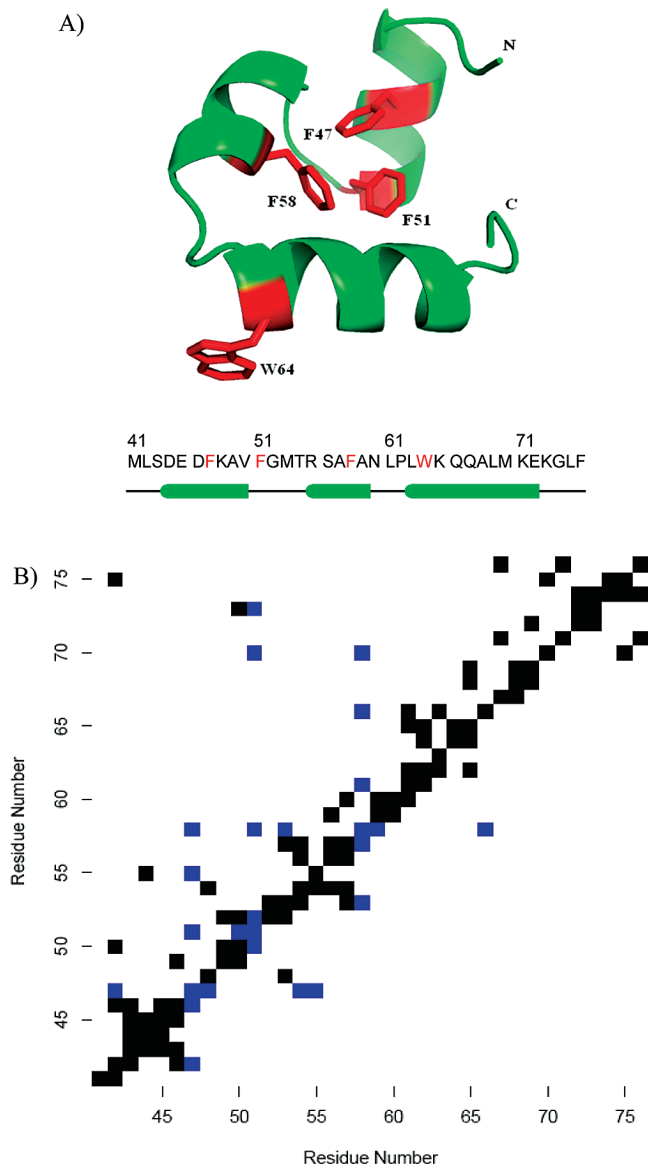 A)
N
F47
F58
F51
C
W64
41 51 61 71
MLSDED DFKAV FGMTR SAFAN LPLWK QQALM KEKGLF
B)
75
70
65
60
55
50
45
Residue Number
45 50 55 60 65 70 75
Residue Number